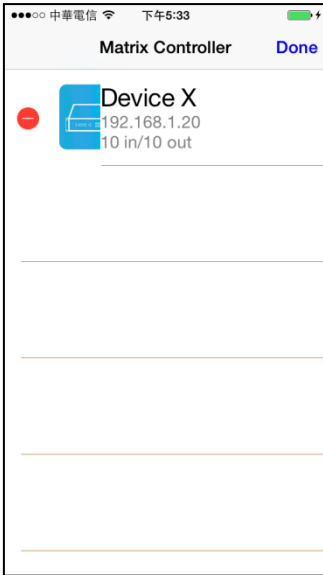 中華電信 下午5:33
Matrix Controller Done
Device X
192.168.1.20
10 in/10 out